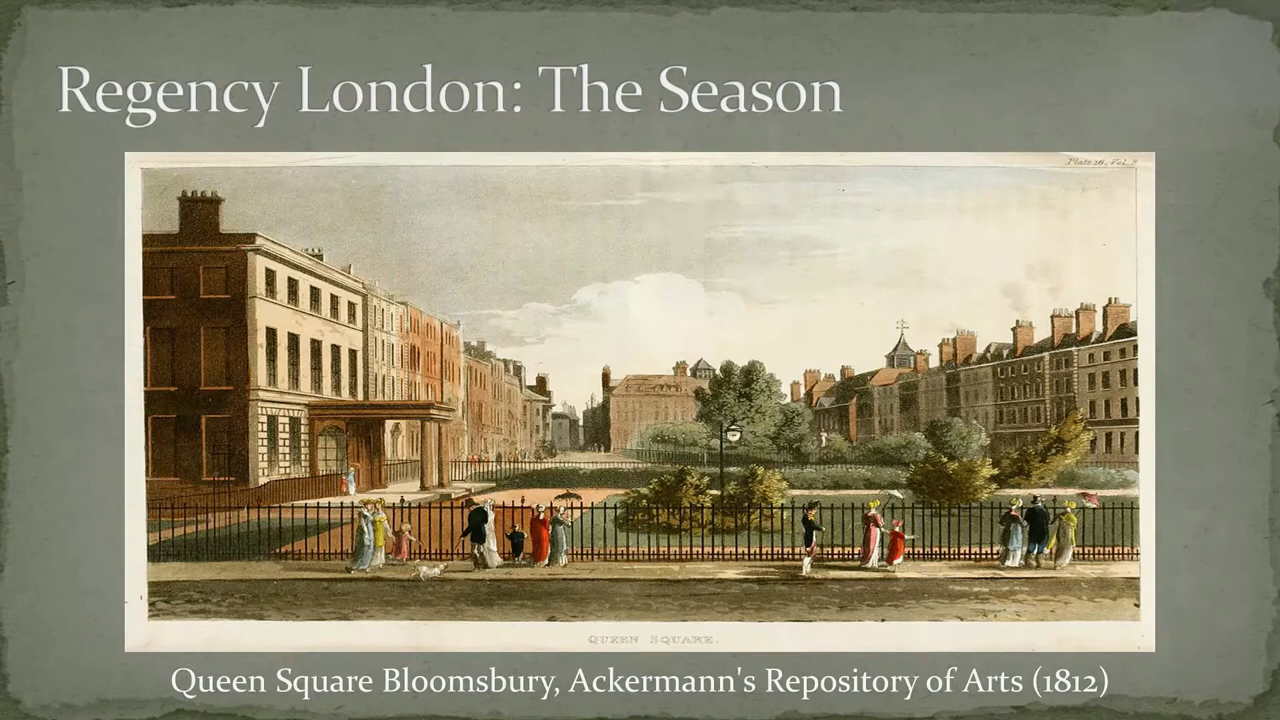 Regency London: The Season
Plate 26, Vol. 8
QUEEN SQUARE.
Queen Square Bloomsbury, Ackermann's Repository of Arts (1812)